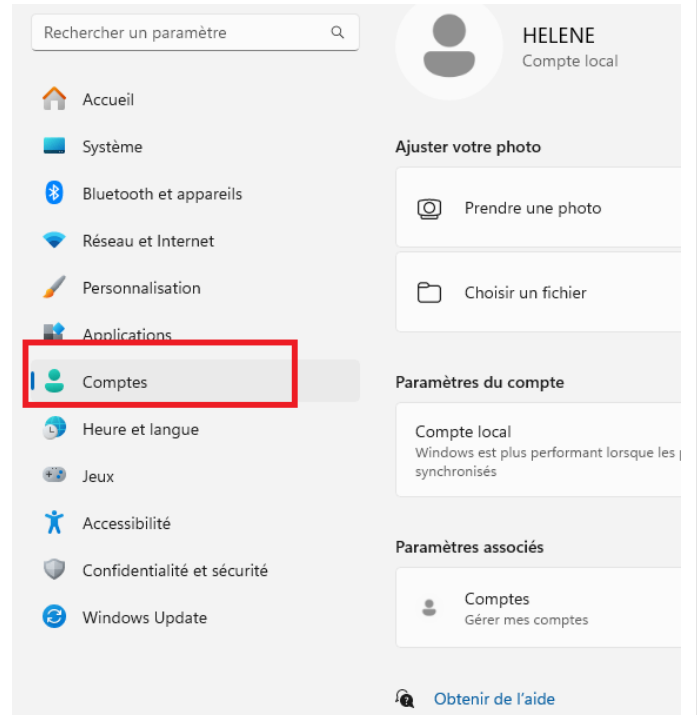 Rechercher un paramètre
Accueil
Système
Bluetooth et appareils
Réseau et Internet
Personnalisation
Applications
Comptes
Heure et langue
Jeux
Accessibilité
Confidentialité et sécurité
Windows Update
HELENE
Compte local
Ajuster votre photo
Prendre une photo
Choisir un fichier
Paramètres du compte
Compte local
Windows est plus performant lorsque les
synchronisés
Paramètres associés
Comptes
Gérer mes comptes
Obtenir de l'aide